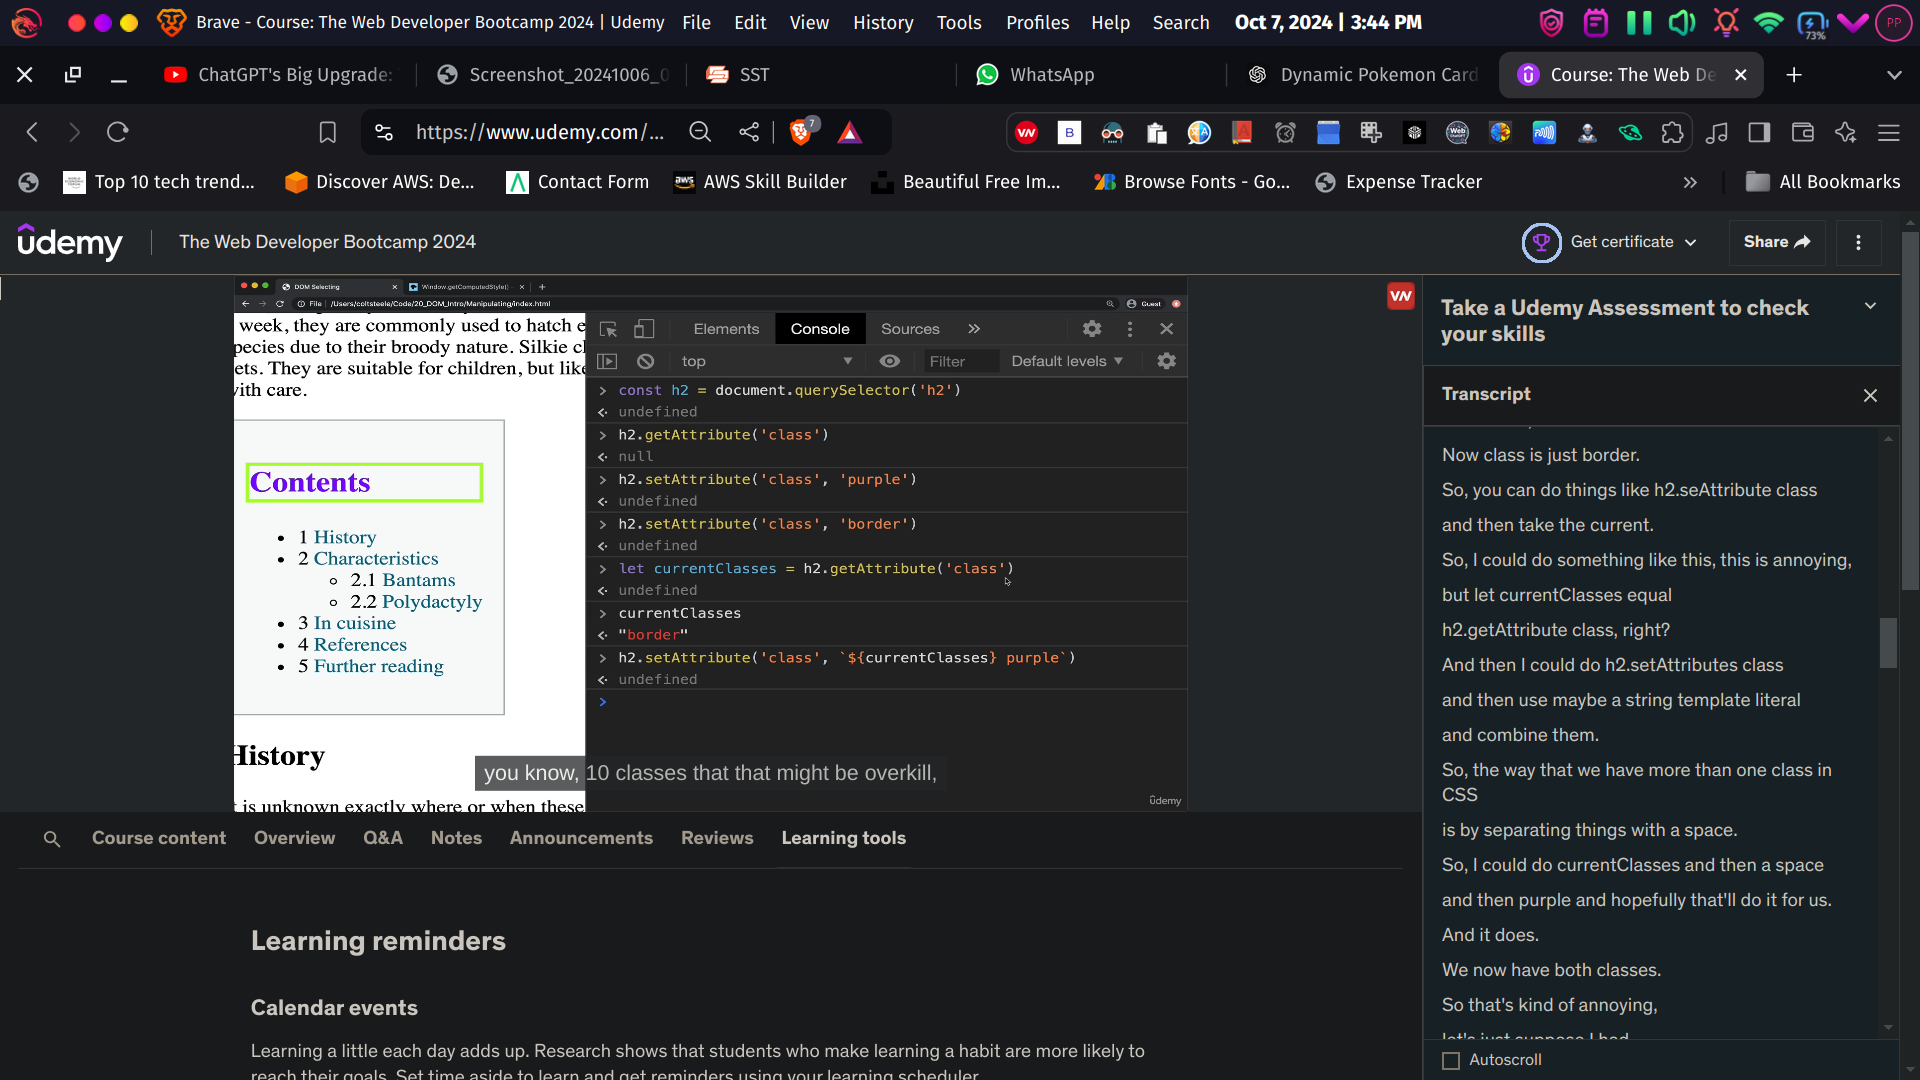 Brave - Course: The Web Developer Bootcamp 2024 | Udemy File Edit View History Tools Profiles Help Search Oct 7, 2024 | 3:44 PM 73% PP
ChatGPT's Big Upgrade: Screenshot_20241006_0 SST WhatsApp Dynamic Pokemon Card Course: The Web De
https://www.udemy.com/... 7
Top 10 tech trend... Discover AWS: De... Contact Form AWS Skill Builder Beautiful Free Im... Browse Fonts - Go... Expense Tracker All Bookmarks
udemy The Web Developer Bootcamp 2024 Get certificate Share
DOM Selecting Window.getComputedStyle()
File /Users/coltsteele/Code/20_DOM_Intro/Manipulating/index.html Guest
week, they are commonly used to hatch e
pecies due to their broody nature. Silkie cl
ets. They are suitable for children, but like
vith care.
Contents
1 History
2 Characteristics
2.1 Bantams
2.2 Polydactyly
3 In cuisine
4 References
5 Further reading
History
t is unknown exactly where or when these
Elements Console Sources
top Filter Default levels
const h2 = document.querySelector('h2')
undefined
h2.getAttribute('class')
null
h2.setAttribute('class', 'purple')
undefined
h2.setAttribute('class', 'border')
undefined
let currentClasses = h2.getAttribute('class')
undefined
currentClasses
"border"
h2.setAttribute('class', `${currentClasses} purple`)
undefined
you know, 10 classes that that might be overkill,
udemy
Take a Udemy Assessment to check
your skills
Transcript
Now class is just border.
So, you can do things like h2.seAttribute class
and then take the current.
So, I could do something like this, this is annoying,
but let currentClasses equal
h2.getAttribute class, right?
And then I could do h2.setAttributes class
and then use maybe a string template literal
and combine them.
So, the way that we have more than one class in
CSS
is by separating things with a space.
So, I could do currentClasses and then a space
and then purple and hopefully that'll do it for us.
And it does.
We now have both classes.
So that's kind of annoying,
let's just suppose I had
Autoscroll
Course content Overview Q&A Notes Announcements Reviews Learning tools
Learning reminders
Calendar events
Learning a little each day adds up. Research shows that students who make learning a habit are more likely to
reach their goals. Set time aside to learn and get reminders using your learning scheduler.